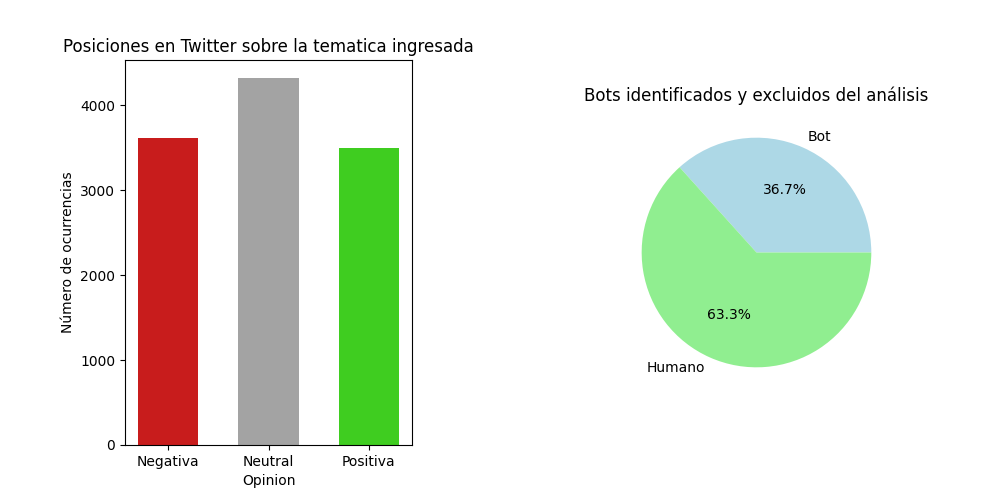 Posiciones en Twitter sobre la tematica ingresada
Número de ocurrencias
4000
3000
2000
1000
0
Negativa
Neutral
Positiva
Opinion
Bots identificados y excluidos del análisis
Bot
36.7%
63.3%
Humano